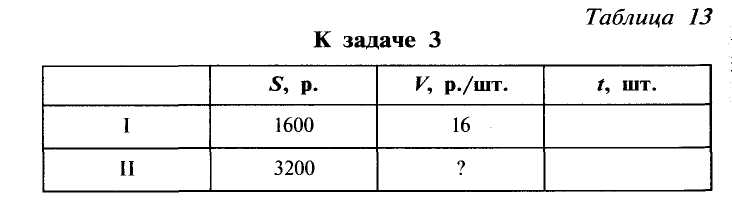 Таблица 13
К задаче 3
S, р. V, р./шт. t, шт.
I 1600 16
II 3200 ?